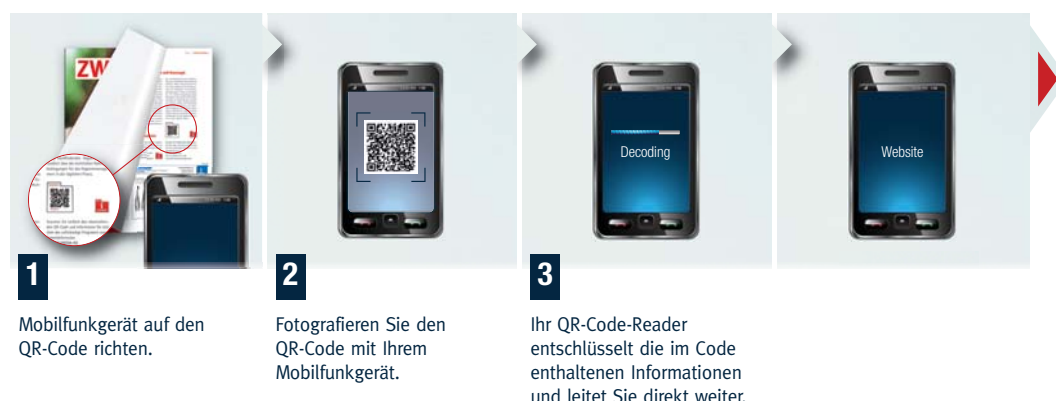 ZW
Decoding
Website
1
Mobilfunkgerät auf den
QR-Code richten.
2
Fotografieren Sie den
QR-Code mit Ihrem
Mobilfunkgerät.
3
Ihr QR-Code-Reader
entschlüsselt die im Code
enthaltenen Informationen
und leitet Sie direkt weiter.